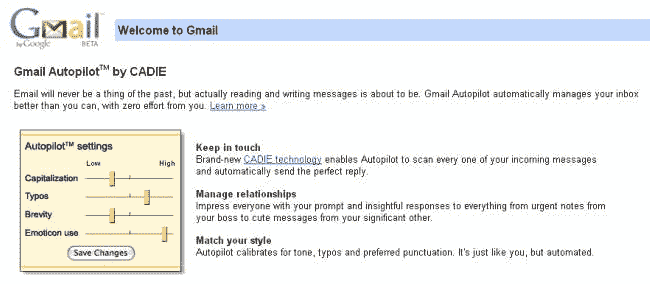 Gmail
by Google BETA
Welcome to Gmail
Gmail Autopilot™ by CADIE
Email will never be a thing of the past, but actually reading and writing messages is about to be. Gmail Autopilot automatically manages your inbox
better than you can, with zero effort from you. Learn more »
Autopilot™ settings
Low High
Capitalization
Typos
Brevity
Emoticon use
Save Changes
Keep in touch
Brand-new CADIE technology enables Autopilot to scan every one of your incoming messages
and automatically send the perfect reply.
Manage relationships
Impress everyone with your prompt and insightful responses to everything from urgent notes from
your boss to cute messages from your significant other.
Match your style
Autopilot calibrates for tone, typos and preferred punctuation. It's just like you, but automated.